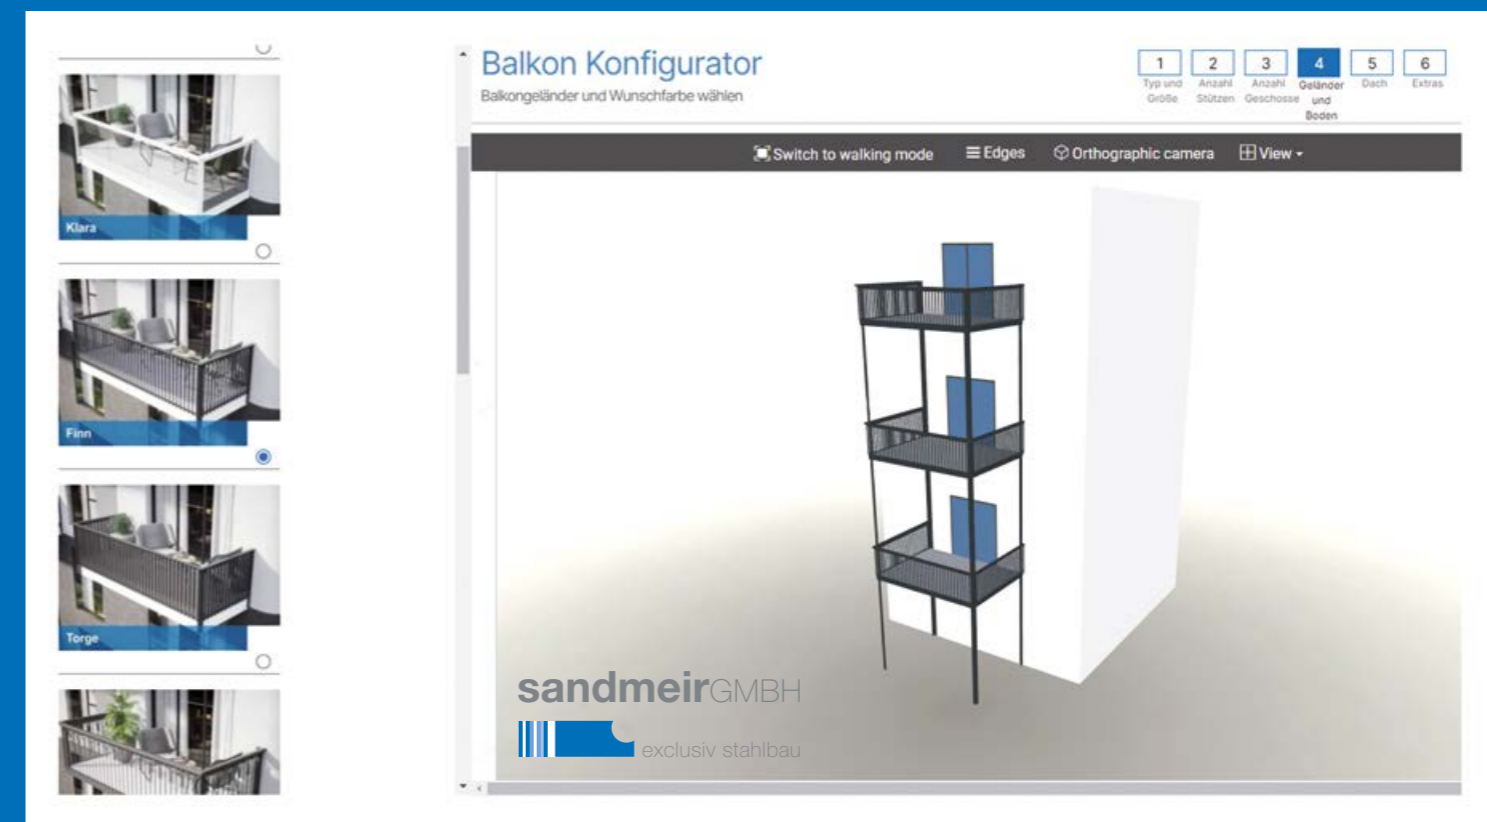 Klara
Finn
Torge
Balkon Konfigurator
Balkongeländer und Wunschfarbe wählen
1
Typ und
Größe
2
Anzahl
Stützen
3
Anzahl
Geschosse
4
Geländer
und
Boden
5
Dach
6
Extras
Switch to walking mode
Edges
Orthographic camera
View
sandmeirGMBH
exclusiv stahlbau